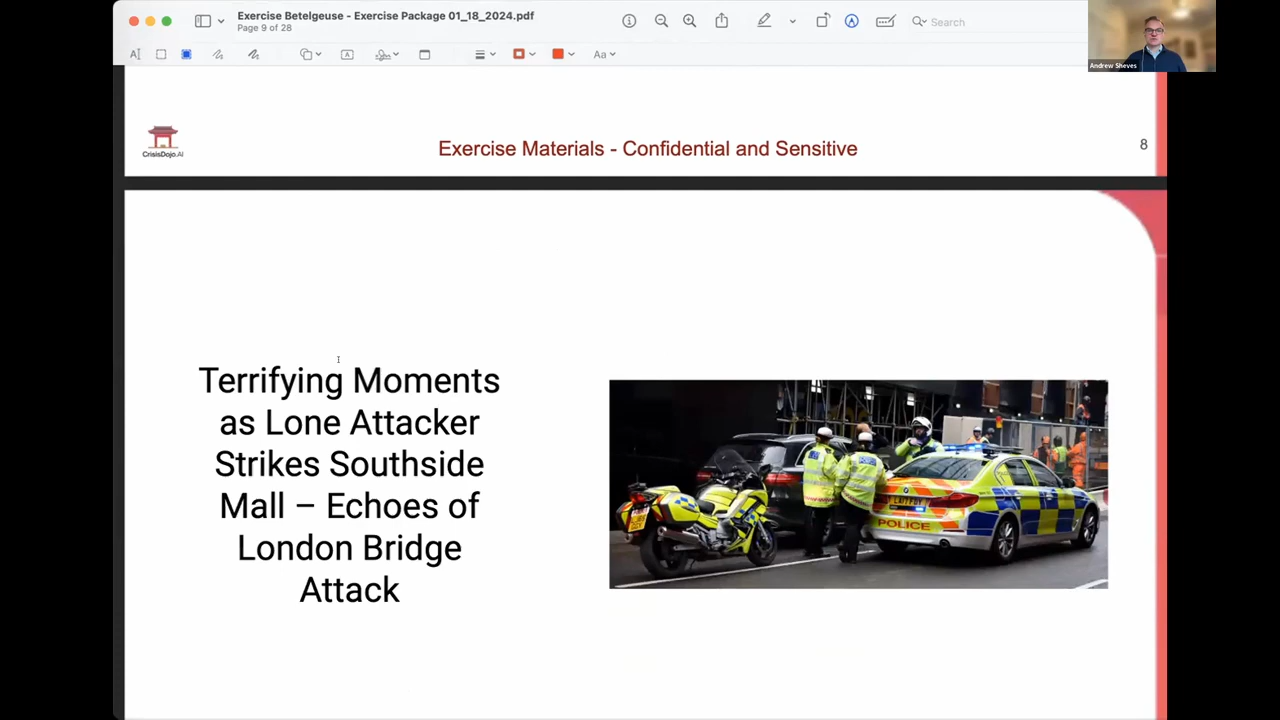 Exercise Betelgeuse - Exercise Package 01_18_2024.pdf
Page 9 of 28
Search
Andrew Sheves
CrisisDojo.AI
Exercise Materials - Confidential and Sensitive
8
Terrifying Moments
as Lone Attacker
Strikes Southside
Mall – Echoes of
London Bridge
Attack
POLICE
A
A
Aa